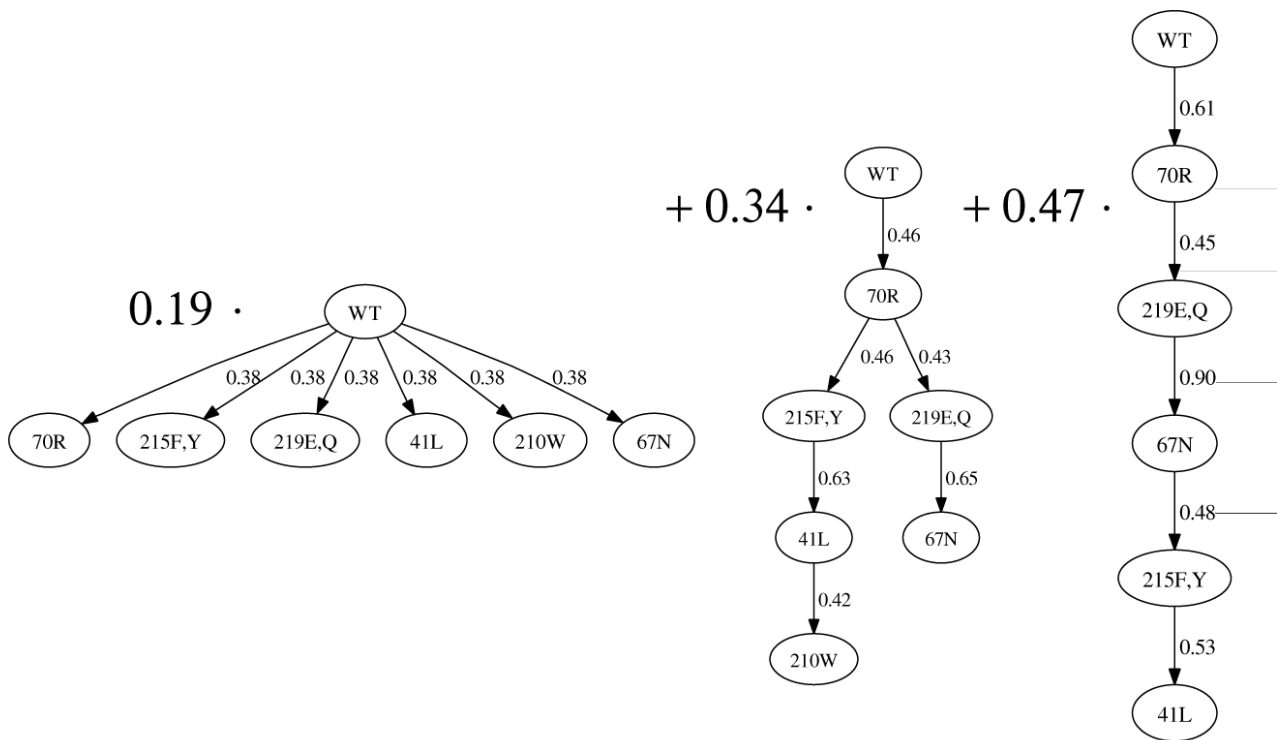 0.19 ·
WT
0.38 0.38 0.38 0.38 0.38 0.38
70R 215F,Y 219E,Q 41L 210W 67N
+ 0.34 ·
WT
0.46
70R
0.46 0.43
215F,Y 219E,Q
0.63 0.65
41L 67N
0.42
210W
+ 0.47 ·
WT
0.61
70R
0.45
219E,Q
0.90
67N
0.48
215F,Y
0.53
41L